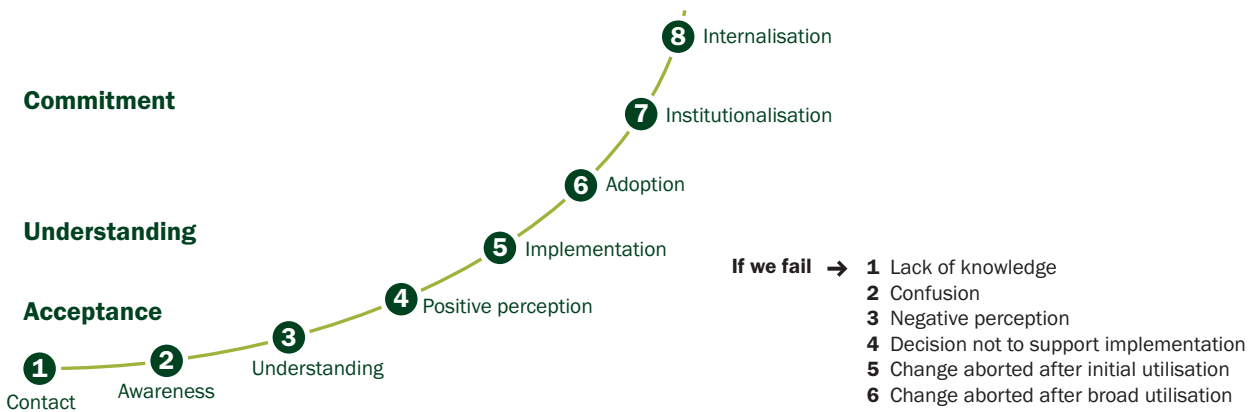 8 Internalisation
Commitment
7 Institutionalisation
6 Adoption
Understanding
5 Implementation
4 Positive perception
Acceptance
3
Understanding
2
Awareness
1
Contact
If we fail → 1 Lack of knowledge
2 Confusion
3 Negative perception
4 Decision not to support implementation
5 Change aborted after initial utilisation
6 Change aborted after broad utilisation